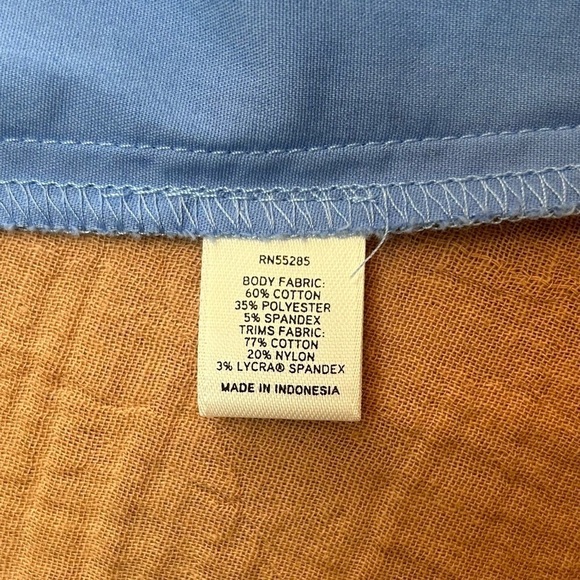 RN55285
BODY FABRIC:
60% COTTON
35% POLYESTER
5% SPANDEX
TRIMS FABRIC:
77% COTTON
20% NYLON
3% LYCRA® SPANDEX
MADE IN INDONESIA